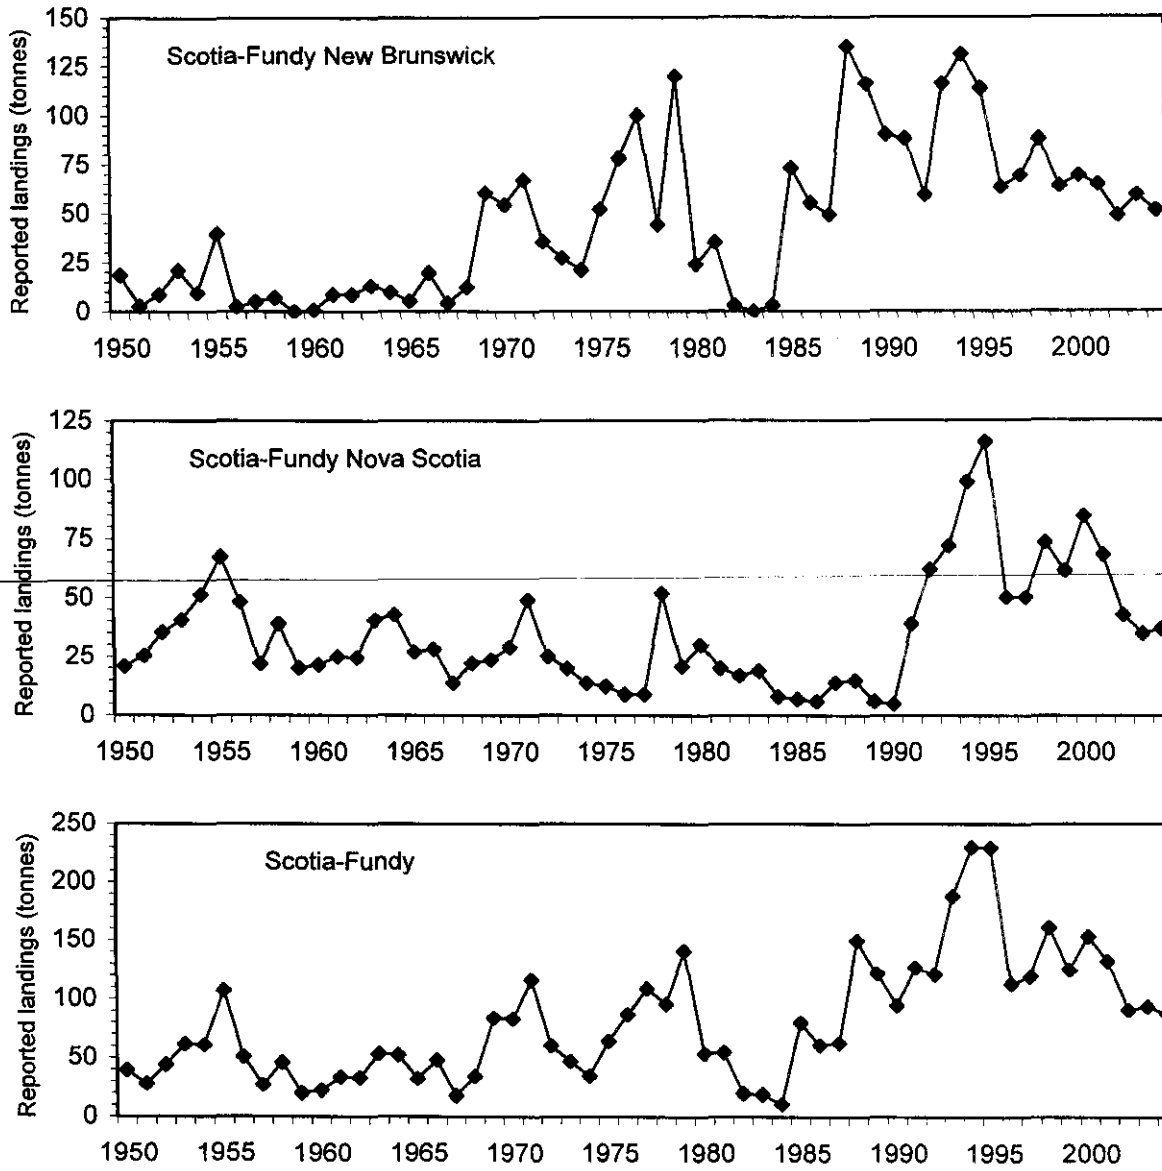 150
125
100
75
50
25
0
Reported landings (tonnes)
Scotia-Fundy New Brunswick
1950 1955 1960 1965 1970 1975 1980 1985 1990 1995 2000
125
100
75
50
25
0
Reported landings (tonnes)
Scotia-Fundy Nova Scotia
1950 1955 1960 1965 1970 1975 1980 1985 1990 1995 2000
250
200
150
100
50
0
Reported landings (tonnes)
Scotia-Fundy
1950 1955 1960 1965 1970 1975 1980 1985 1990 1995 2000